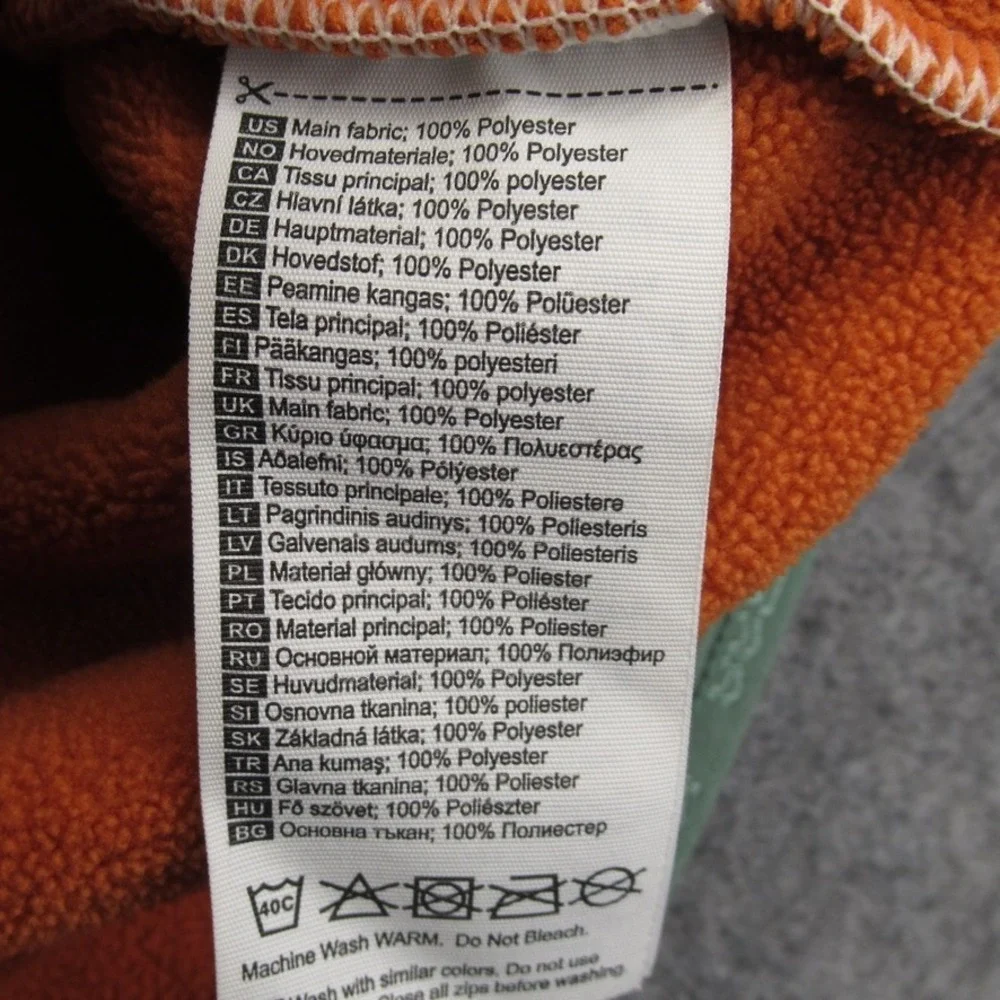 US Main fabric; 100% Polyester
NO Hovedmateriale; 100% Polyester
CA Tissu principal; 100% polyester
CZ Hlavní látka; 100% Polyester
DE Hauptmaterial; 100% Polyester
DK Hovedstof; 100% Polyester
EE Peamine kangas; 100% Polüester
ES Tela principal; 100% Poliéster
FI Pääkangas; 100% polyesteri
FR Tissu principal; 100% polyester
UK Main fabric; 100% Polyester
GR Κύριο ύφασμα; 100% Πολυεστέρας
IS Aðalefni; 100% Pólýester
IT Tessuto principale; 100% Poliestere
LT Pagrindinis audinys; 100% Poliesteris
LV Galvenais audums; 100% Poliesteris
PL Materiał główny; 100% Poliester
PT Tecido principal; 100% Poliéster
RO Material principal; 100% Poliester
RU Основной материал; 100% Полиэфир
SE Huvudmaterial; 100% Polyester
SI Osnovna tkanina; 100% poliester
SK Základná látka; 100% Polyester
TR Ana kumaş; 100% Polyester
RS Glavna tkanina; 100% Poliester
HU Fő szövet; 100% Poliészter
BG Основна тъкан; 100% Полиестер
40C
Machine Wash WARM. Do Not Bleach.
Wash with similar colors. Do not use
Close all zips before washing.